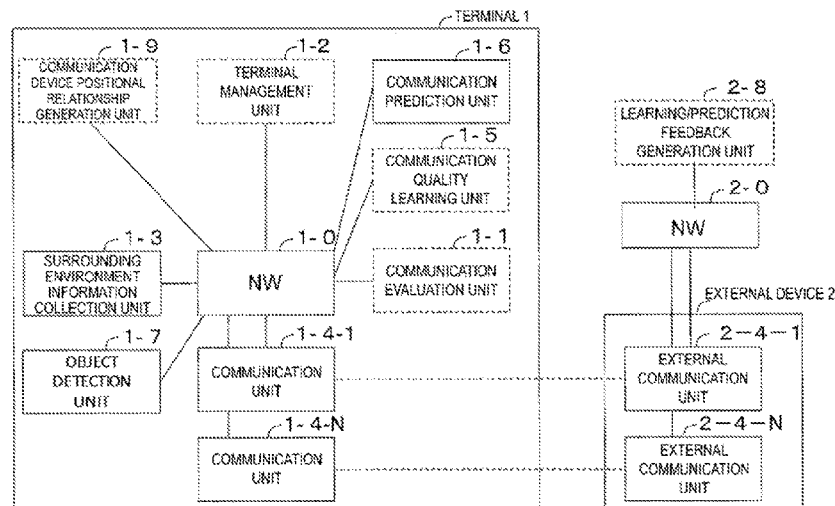 TERMINAL 1
1-9
COMMUNICATION
DEVICE POSITIONAL
RELATIONSHIP
GENERATION UNIT
1-2
TERMINAL
MANAGEMENT
UNIT
1-6
COMMUNICATION
PREDICTION UNIT
1-5
COMMUNICATION
QUALITY
LEARNING UNIT
2-8
LEARNING/PREDICTION
FEEDBACK
GENERATION UNIT
2-0
NW
1-3
SURROUNDING
ENVIRONMENT
INFORMATION
COLLECTION UNIT
1-0
NW
1-1
COMMUNICATION
EVALUATION UNIT
EXTERNAL DEVICE 2
1-7
OBJECT
DETECTION
UNIT
1-4-1
COMMUNICATION
UNIT
2-4-1
EXTERNAL
COMMUNICATION
UNIT
1-4-N
COMMUNICATION
UNIT
2-4-N
EXTERNAL
COMMUNICATION
UNIT